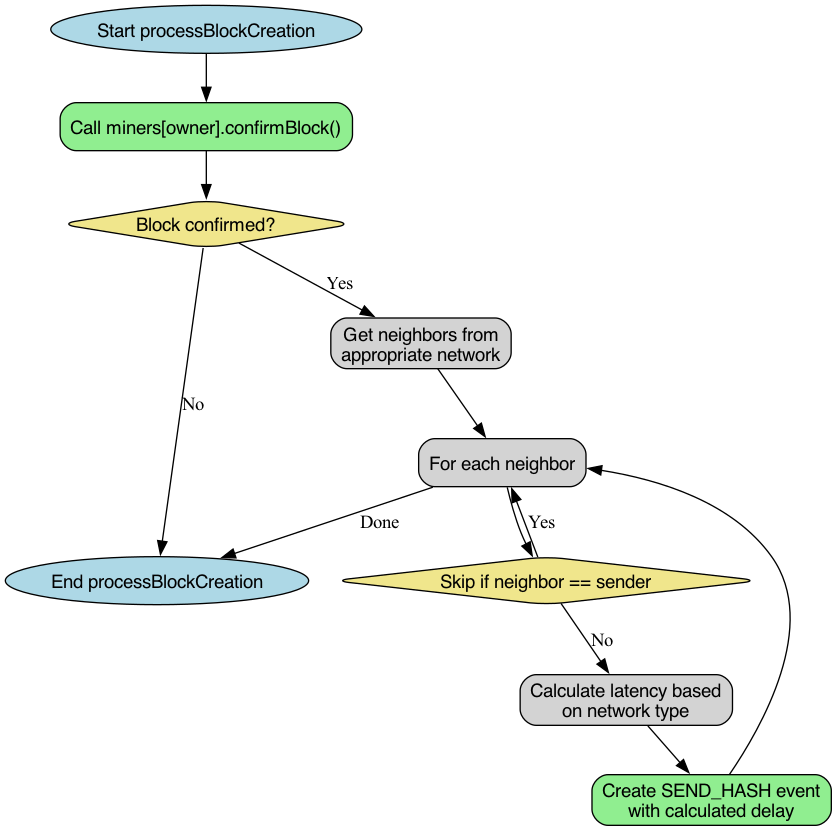 Start processBlockCreation
Call miners[owner].confirmBlock()
Block confirmed?
Yes
Get neighbors from
appropriate network
No
For each neighbor
Done
Yes
End processBlockCreation
Skip if neighbor == sender
No
Calculate latency based
on network type
Create SEND_HASH event
with calculated delay